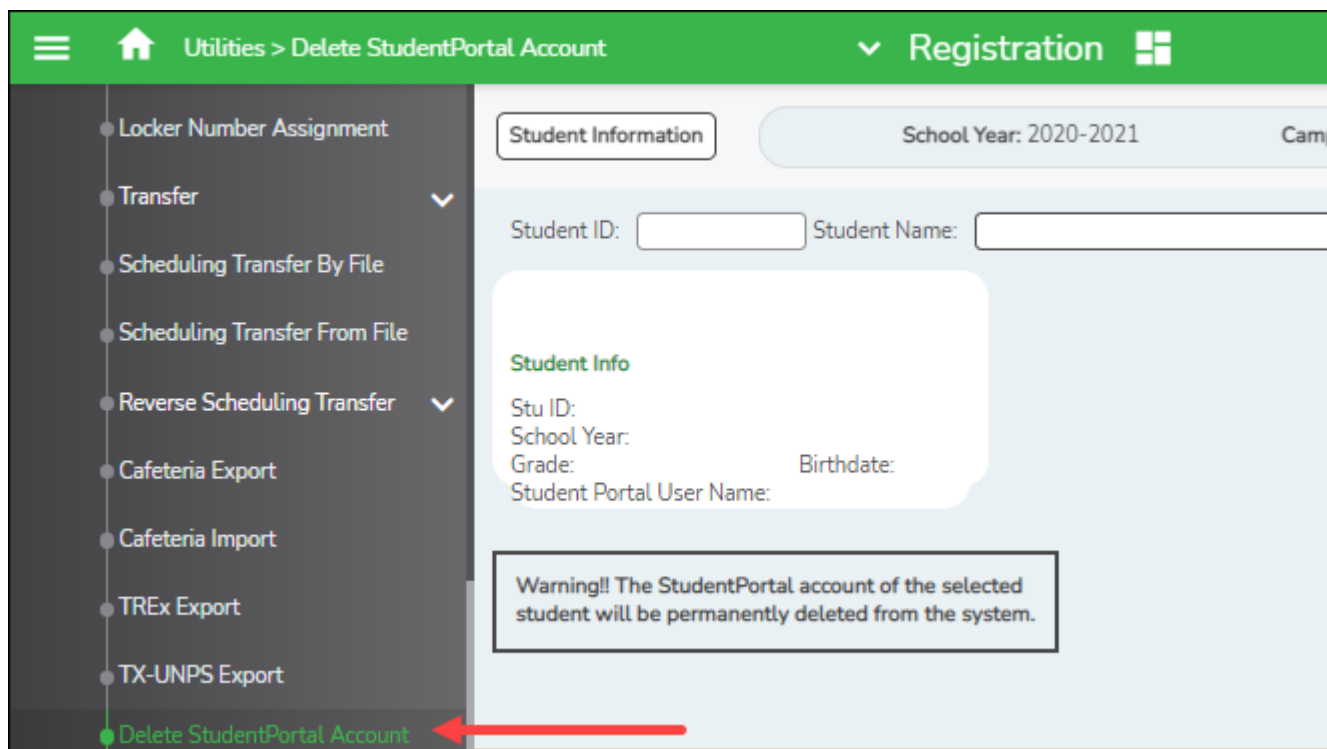 Utilities > Delete StudentPortal Account
Registration
Locker Number Assignment
Transfer
Scheduling Transfer By File
Scheduling Transfer From File
Reverse Scheduling Transfer
Cafeteria Export
Cafeteria Import
TREx Export
TX-UNPS Export
Delete StudentPortal Account
Student Information
School Year: 2020-2021
Camp
Student ID:
Student Name:
Student Info
Stu ID:
School Year:
Grade: Birthdate:
Student Portal User Name:
Warning!! The StudentPortal account of the selected
student will be permanently deleted from the system.